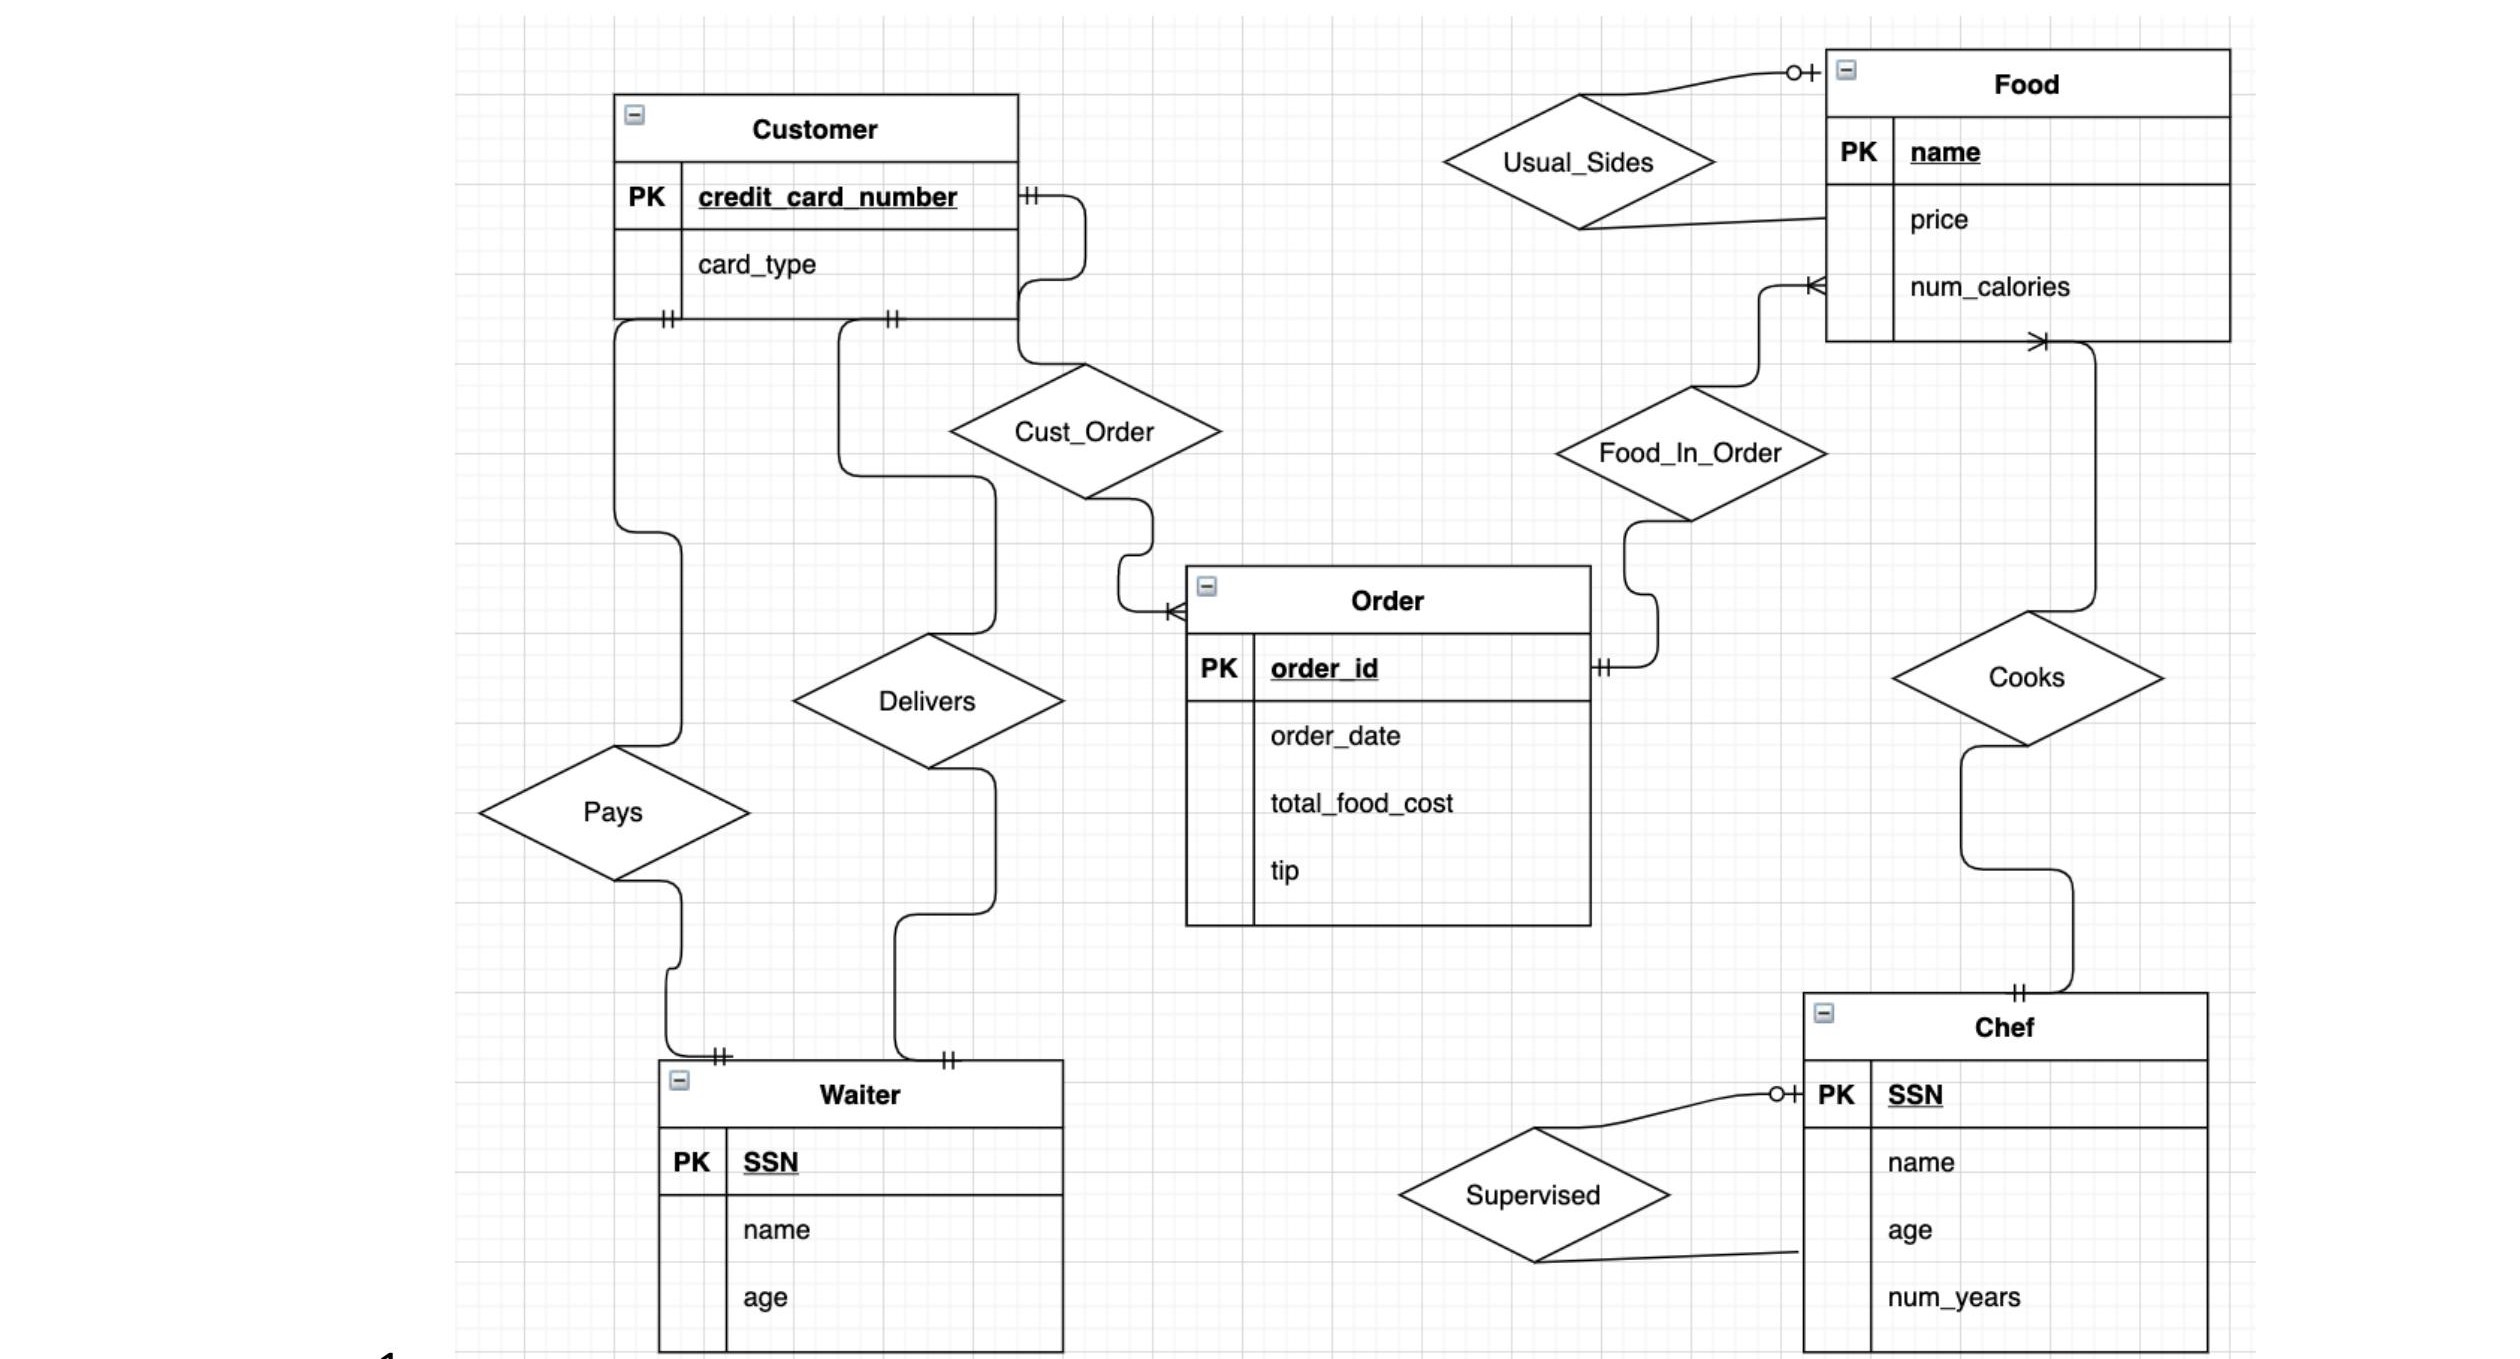 Customer
PK credit_card_number
card_type
Usual_Sides
Food
PK name
price
num_calories
Cust_Order
Food_In_Order
Order
PK order_id
order_date
total_food_cost
tip
Delivers
Pays
Cooks
Waiter
PK SSN
name
age
Supervised
Chef
PK SSN
name
age
num_years